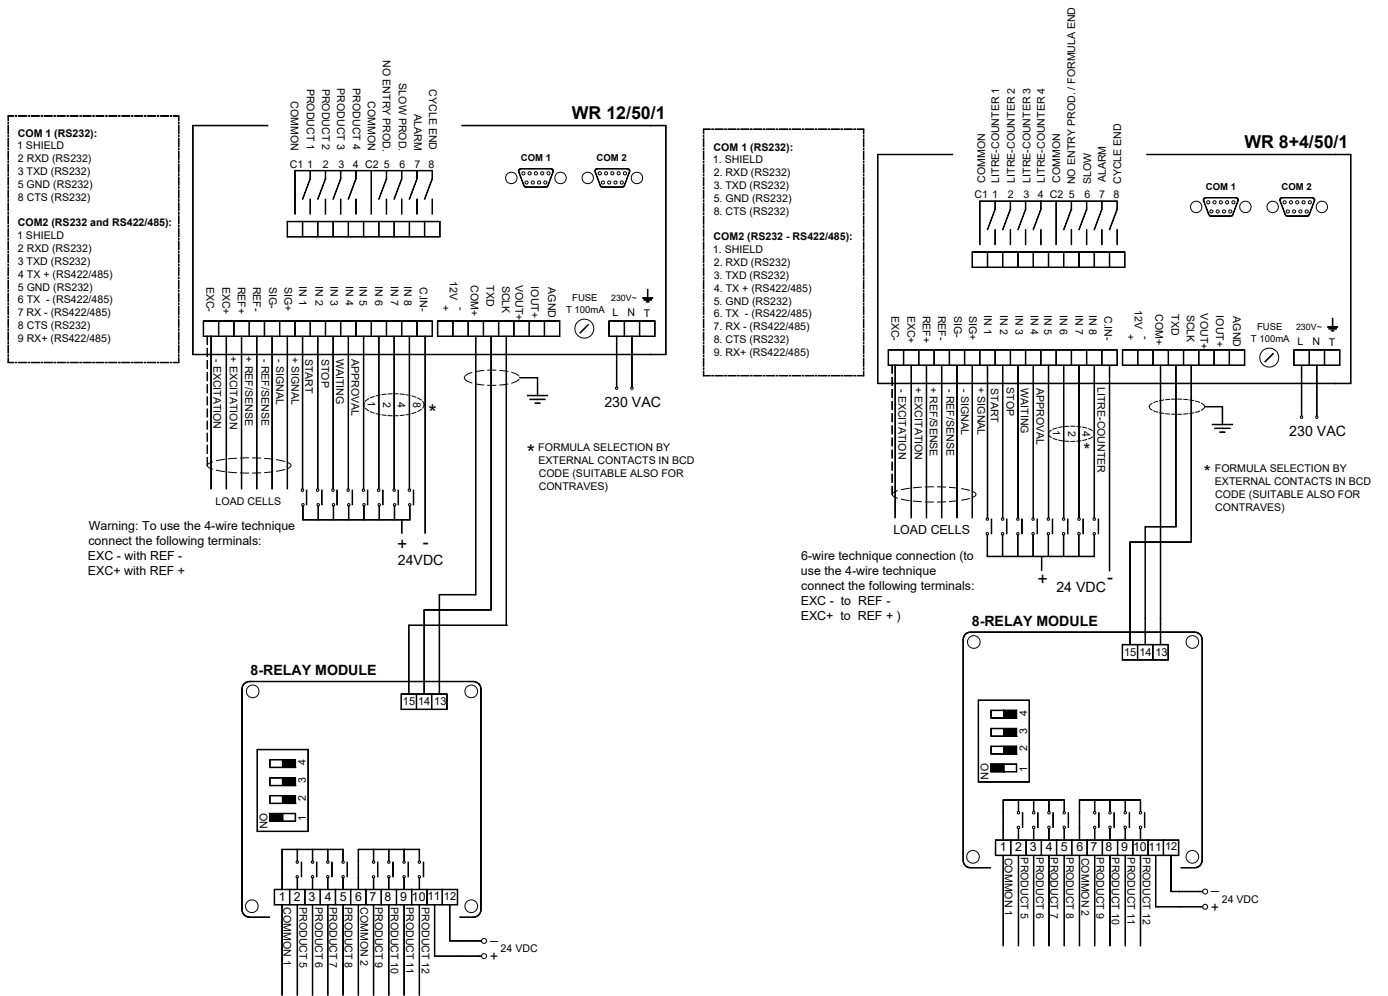 WR 12/50/1
COM 1 (RS232):
1 SHIELD
2 RXD (RS232)
3 TXD (RS232)
5 GND (RS232)
8 CTS (RS232)
COM2 (RS232 and RS422/485):
1 SHIELD
2 RXD (RS232)
3 TXD (RS232)
4 TX + (RS422/485)
5 GND (RS232)
6 TX - (RS422/485)
7 RX - (RS422/485)
8 CTS (RS232)
9 RX+ (RS422/485)
COMMON
PRODUCT 1
PRODUCT 2
PRODUCT 3
PRODUCT 4
COMMON
NO ENTRY PROD.
SLOW PROD.
ALARM
CYCLE END
C1 1 2 3 4 C2 5 6 7 8
COM 1
COM 2
EXC-
EXC+
REF+
REF-
SIG-
SIG+
IN 1
IN 2
IN 3
IN 4
IN 5
IN 6
IN 7
IN 8
C.IN-
12V
+ -
COM+
TXD
SCLK
VOUT+
IOUT+
AGND
FUSE
T 100mA
230V~
L N T
- EXCITATION
+ EXCITATION
+ REF/SENSE
- REF/SENSE
- SIGNAL
+ SIGNAL
START
STOP
WAITING
APPROVAL
1 2 4 8 *
230 VAC
* FORMULA SELECTION BY
EXTERNAL CONTACTS IN BCD
CODE (SUITABLE ALSO FOR
CONTRAVES)
LOAD CELLS
Warning: To use the 4-wire technique
connect the following terminals:
EXC - with REF -
EXC+ with REF +
+ -
24VDC
8-RELAY MODULE
15 14 13
4
3
2
1
ON
1 2 3 4 5 6 7 8 9 10 11 12
COMMON 1
PRODUCT 5
PRODUCT 6
PRODUCT 7
PRODUCT 8
COMMON 2
PRODUCT 9
PRODUCT 10
PRODUCT 11
PRODUCT 12
−
24 VDC
+
WR 8+4/50/1
COM 1 (RS232):
1. SHIELD
2. RXD (RS232)
3. TXD (RS232)
5. GND (RS232)
8. CTS (RS232)
COM2 (RS232 - RS422/485):
1. SHIELD
2. RXD (RS232)
3. TXD (RS232)
4. TX + (RS422/485)
5. GND (RS232)
6. TX - (RS422/485)
7. RX - (RS422/485)
8. CTS (RS232)
9. RX+ (RS422/485)
COMMON
LITRE-COUNTER 1
LITRE-COUNTER 2
LITRE-COUNTER 3
LITRE-COUNTER 4
COMMON
NO ENTRY PROD. / FORMULA END
SLOW
ALARM
CYCLE END
C1 1 2 3 4 C2 5 6 7 8
COM 1
COM 2
EXC-
EXC+
REF+
REF-
SIG-
SIG+
IN 1
IN 2
IN 3
IN 4
IN 5
IN 6
IN 7
IN 8
C.IN-
12V
+ -
COM+
TXD
SCLK
VOUT+
IOUT+
AGND
FUSE
T 100mA
230V~
L N T
- EXCITATION
+ EXCITATION
+ REF/SENSE
- REF/SENSE
- SIGNAL
+ SIGNAL
START
STOP
WAITING
APPROVAL
1 2 4 *
LITRE-COUNTER
230 VAC
* FORMULA SELECTION BY
EXTERNAL CONTACTS IN BCD
CODE (SUITABLE ALSO FOR
CONTRAVES)
LOAD CELLS
6-wire technique connection (to
use the 4-wire technique
connect the following terminals:
EXC - to REF -
EXC+ to REF + )
+ -
24 VDC
8-RELAY MODULE
15 14 13
4
3
2
1
ON
1 2 3 4 5 6 7 8 9 10 11 12
COMMON 1
PRODUCT 5
PRODUCT 6
PRODUCT 7
PRODUCT 8
COMMON 2
PRODUCT 9
PRODUCT 10
PRODUCT 11
PRODUCT 12
−
24 VDC
+